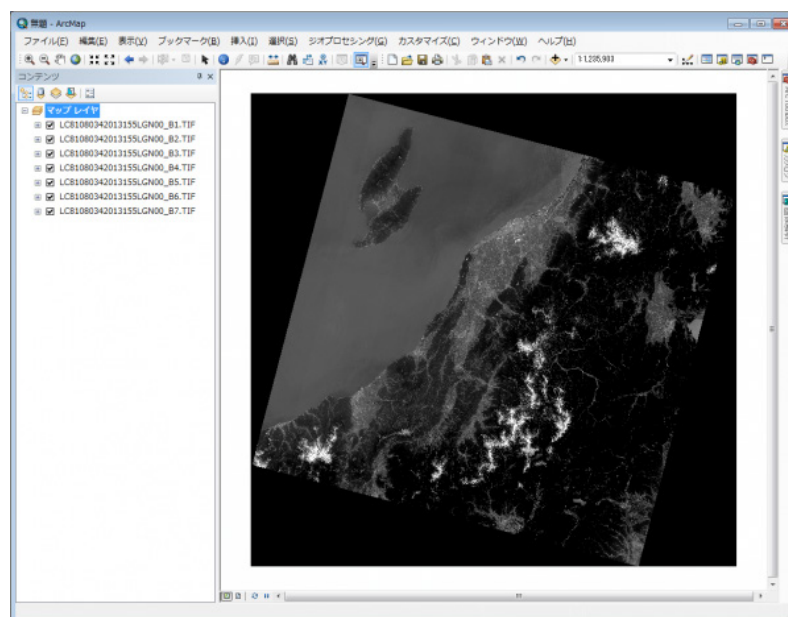 無題 - ArcMap
ファイル(F) 編集(E) 表示(V) ブックマーク(B) 挿入(I) 選択(S) ジオプロセシング(G) カスタマイズ(C) ウィンドウ(W) ヘルプ(H)
コンテンツ
マップ レイヤ
LC81080342013155LGN00_B1.TIF
LC81080342013155LGN00_B2.TIF
LC81080342013155LGN00_B3.TIF
LC81080342013155LGN00_B4.TIF
LC81080342013155LGN00_B5.TIF
LC81080342013155LGN00_B6.TIF
LC81080342013155LGN00_B7.TIF